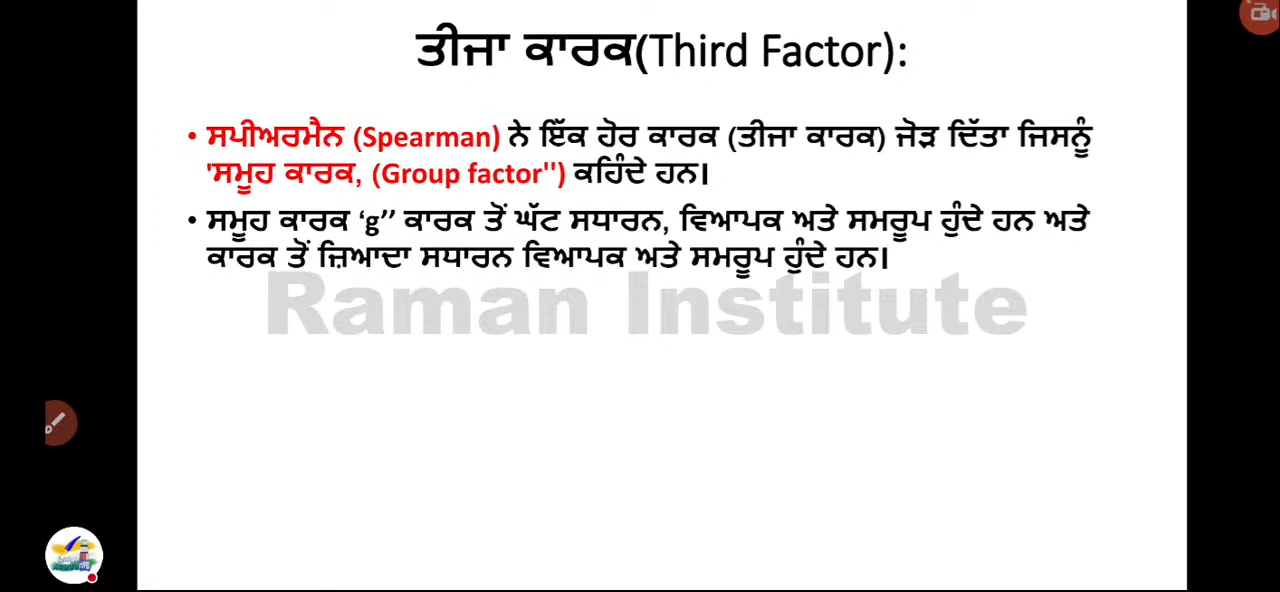 ਤੀਜਾ ਕਾਰਕ(Third Factor):
• ਸਪੀਅਰਮੈਨ (Spearman) ਨੇ ਇੱਕ ਹੋਰ ਕਾਰਕ (ਤੀਜਾ ਕਾਰਕ) ਜੋੜ ਦਿੱਤਾ ਜਿਸਨੂੰ
'ਸਮੂਹ ਕਾਰਕ, (Group factor'') ਕਹਿੰਦੇ ਹਨ।
• ਸਮੂਹ ਕਾਰਕ ‘g’’ ਕਾਰਕ ਤੋਂ ਘੱਟ ਸਧਾਰਨ, ਵਿਆਪਕ ਅਤੇ ਸਮਰੂਪ ਹੁੰਦੇ ਹਨ ਅਤੇ
ਕਾਰਕ ਤੋਂ ਜ਼ਿਆਦਾ ਸਧਾਰਨ ਵਿਆਪਕ ਅਤੇ ਸਮਰੂਪ ਹੁੰਦੇ ਹਨ।
Raman Institute